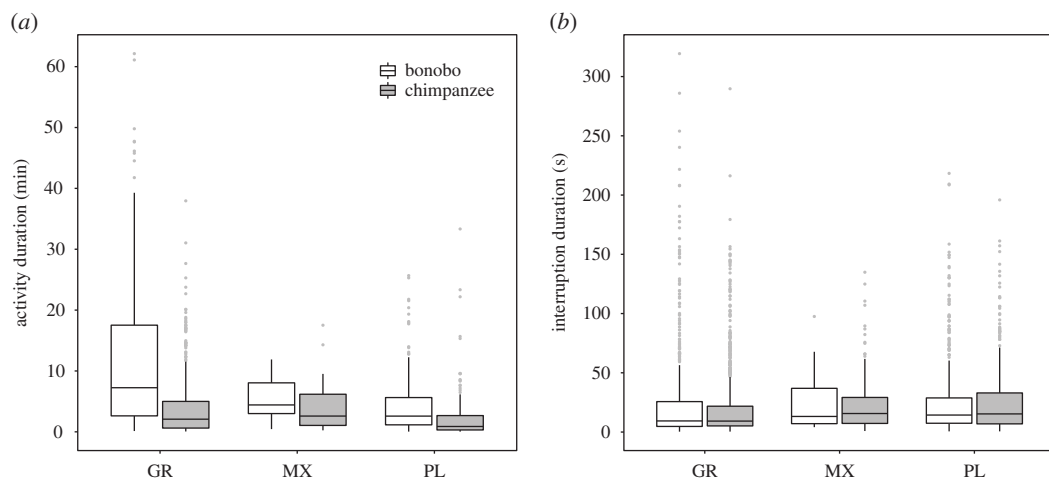 (a)
60
50
40
30
20
10
0
activity duration (min)
bonobo
chimpanzee
GR MX PL
(b)
300
250
200
150
100
50
0
interruption duration (s)
GR MX PL